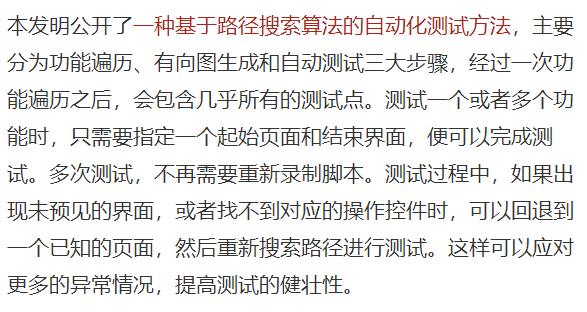 本发明公开了一种基于路径搜索算法的自动化测试方法，主要
分为功能遍历、有向图生成和自动测试三大步骤，经过一次功
能遍历之后，会包含几乎所有的测试点。测试一个或者多个功
能时，只需要指定一个起始页面和结束界面，便可以完成测
试。多次测试，不再需要重新录制脚本。测试过程中，如果出
现未预见的界面，或者找不到对应的操作控件时，可以回退到
一个已知的页面，然后重新搜索路径进行测试。这样可以应对
更多的异常情况，提高测试的健壮性。